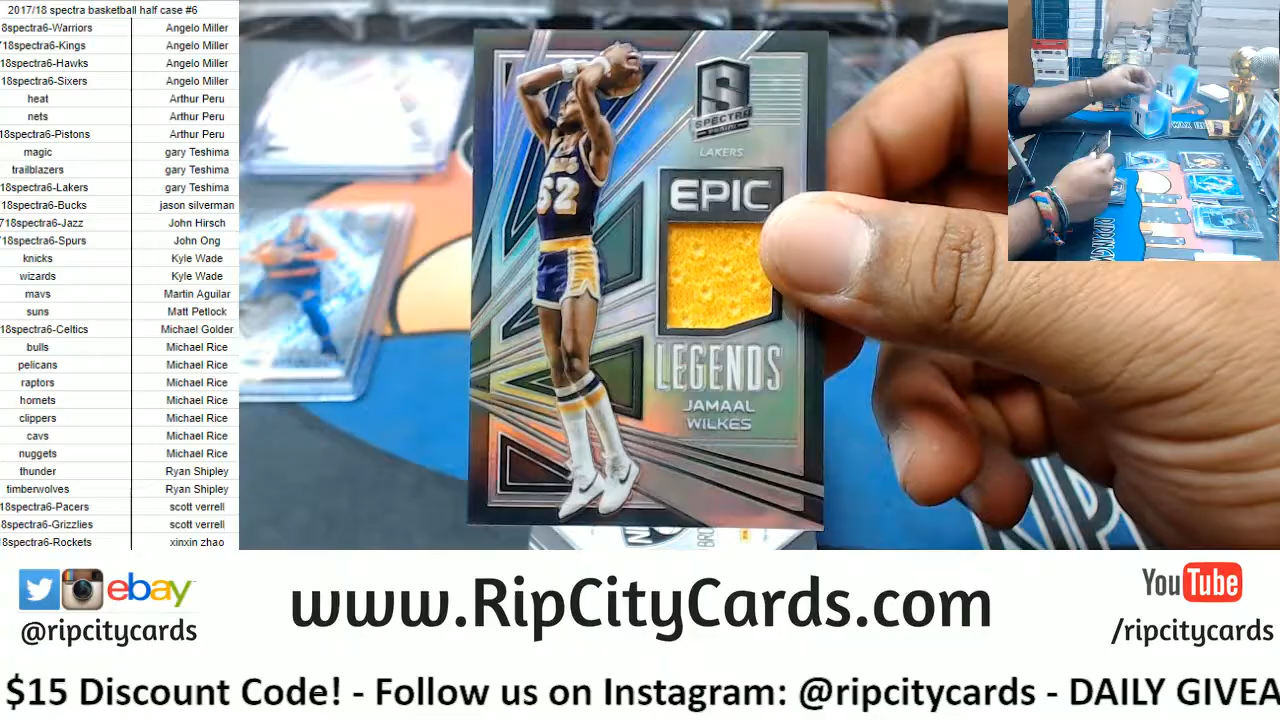 2017/18 spectra basketball half case #6
8spectra6-Warriors Angelo Miller
718spectra6-Kings Angelo Miller
18spectra6-Hawks Angelo Miller
18spectra6-Sixers Angelo Miller
heat Arthur Peru
nets Arthur Peru
18spectra6-Pistons Arthur Peru
magic gary Teshima
trailblazers gary Teshima
18spectra6-Lakers gary Teshima
18spectra6-Bucks jason silverman
718spectra6-Jazz John Hirsch
18spectra6-Spurs John Ong
knicks Kyle Wade
wizards Kyle Wade
mavs Martin Aguilar
suns Matt Petlock
18spectra6-Celtics Michael Golder
bulls Michael Rice
pelicans Michael Rice
raptors Michael Rice
hornets Michael Rice
clippers Michael Rice
cavs Michael Rice
nuggets Michael Rice
thunder Ryan Shipley
timberwolves Ryan Shipley
18spectra6-Pacers scott verrell
8spectra6-Grizzlies scott verrell
18spectra6-Rockets xinxin zhao
S
SPECTRA
PANINI
LAKERS
EPIC
52
LEGENDS
JAMAAL
WILKES
ebay
@ripcitycards
www.RipCityCards.com
YouTube
/ripcitycards
$15 Discount Code! - Follow us on Instagram: @ripcitycards - DAILY GIVEA